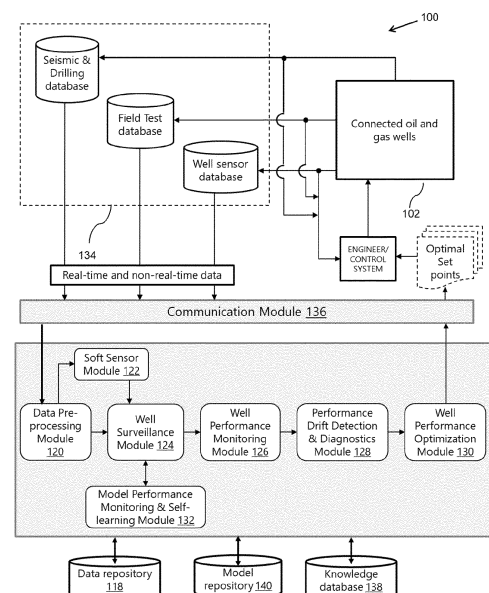 100
Seismic &
Drilling
database
Field Test
database
Well sensor
database
Connected oil and
gas wells
102
134
ENGINEER/
CONTROL
SYSTEM
Optimal
Set
points
Real-time and non-real-time data
Communication Module 136
Soft Sensor
Module 122
Data Pre-
processing
Module
120
Well
Surveillance
Module 124
Well
Performance
Monitoring
Module 126
Performance
Drift Detection
& Diagnostics
Module 128
Well
Performance
Optimization
Module 130
Model Performance
Monitoring & Self-
learning Module 132
Data repository
118
Model
repository 140
Knowledge
database 138